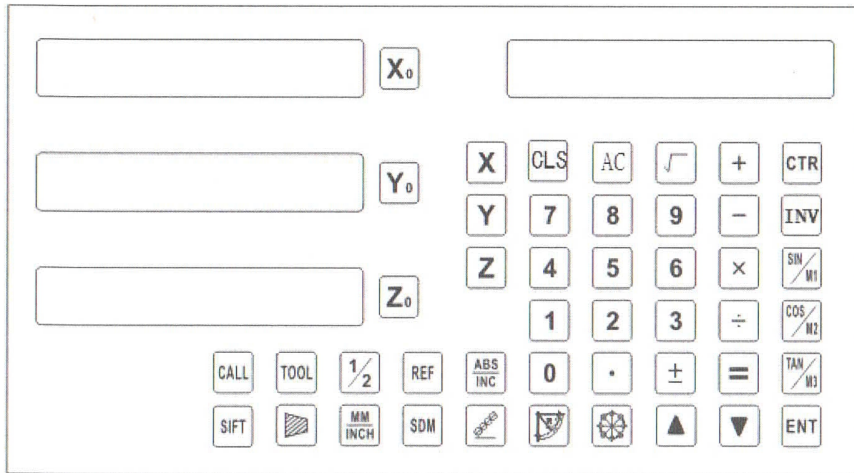 X₀
X CLS AC √ + CTR
Y₀
Y 7 8 9 − INV
Z 4 5 6 × SIN/M1
Z₀
1 2 3 ÷ COS/M2
CALL TOOL 1/2 REF ABS/INC 0 . ± = TAN/M3
SIFT MM/INCH SDM ▲ ▼ ENT